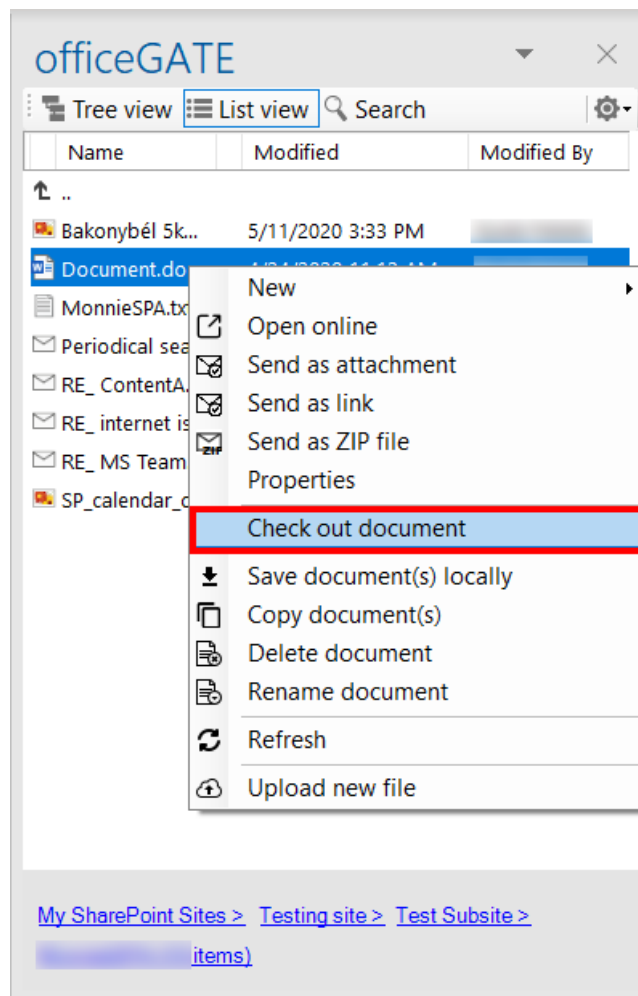 officeGATE
Tree view List view Search
Name Modified Modified By
..
Bakonybél 5k... 5/11/2020 3:33 PM
Document.do
New
MonnieSPA.tx
Open online
Periodical sea
Send as attachment
RE_ ContentA.
Send as link
RE_ internet is
ZIP Send as ZIP file
RE_ MS Team
Properties
SP_calendar_
Check out document
Save document(s) locally
Copy document(s)
Delete document
Rename document
Refresh
Upload new file
My SharePoint Sites > Testing site > Test Subsite >
items)